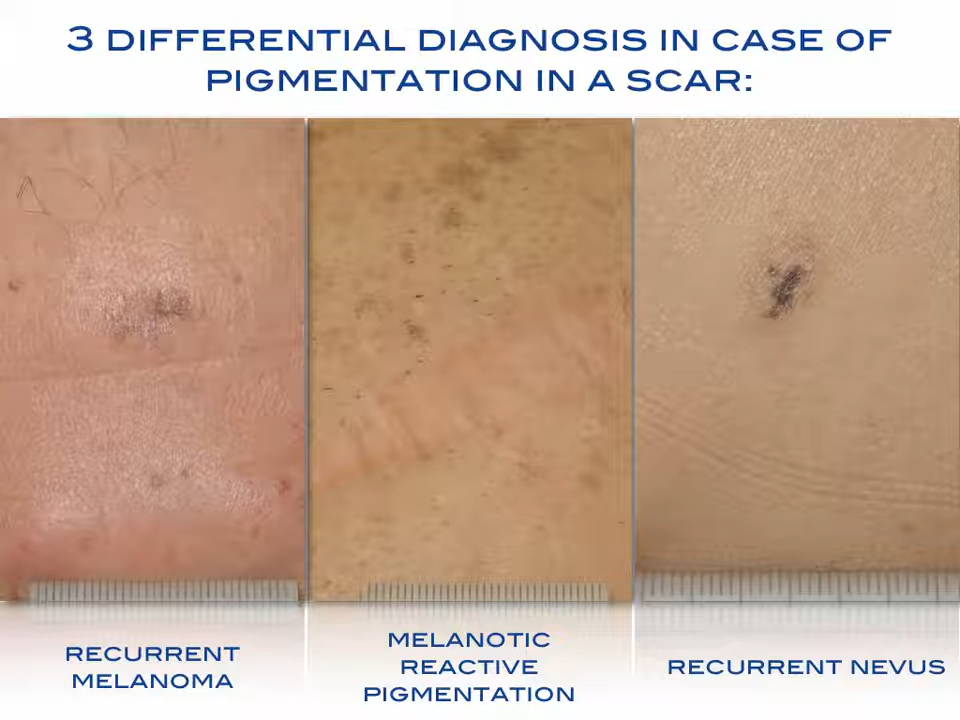 3 DIFFERENTIAL DIAGNOSIS IN CASE OF
PIGMENTATION IN A SCAR:
RECURRENT
MELANOMA
MELANOTIC
REACTIVE
PIGMENTATION
RECURRENT NEVUS